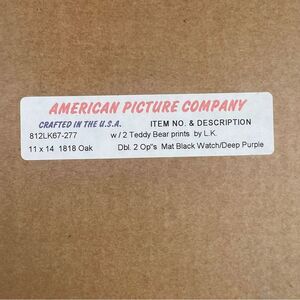 AMERICAN PICTURE COMPANY
CRAFTED IN THE U.S.A. ITEM NO. & DESCRIPTION
812LK67-277 w / 2 Teddy Bear prints by L.K.
11 x 14 1818 Oak Dbl. 2 Op"s Mat Black Watch/Deep Purple